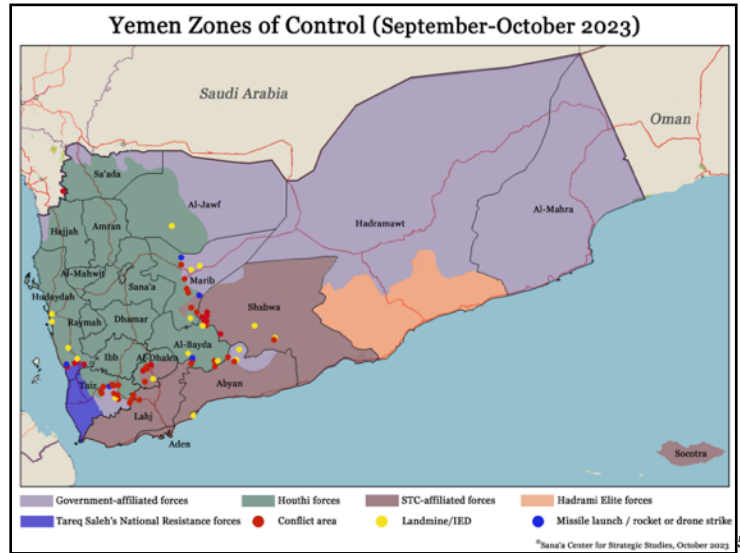 Yemen Zones of Control (September-October 2023)
Saudi Arabia
Oman
Sa'ada
Al-Jawf
Hadramawt
Al-Mahra
Hajjah
Amran
Al-Mahwit
Sana'a
Marib
Hudaydah
Raymah
Dhamar
Shabwa
Ibb
Al-Dhalea
Al-Bayda
Taiz
Abyan
Lahj
Aden
Socotra
Government-affiliated forces
Houthi forces
STC-affiliated forces
Hadrami Elite forces
Tareq Saleh's National Resistance forces
Conflict area
Landmine/IED
Missile launch / rocket or drone strike
©Sana'a Center for Strategic Studies, October 2023